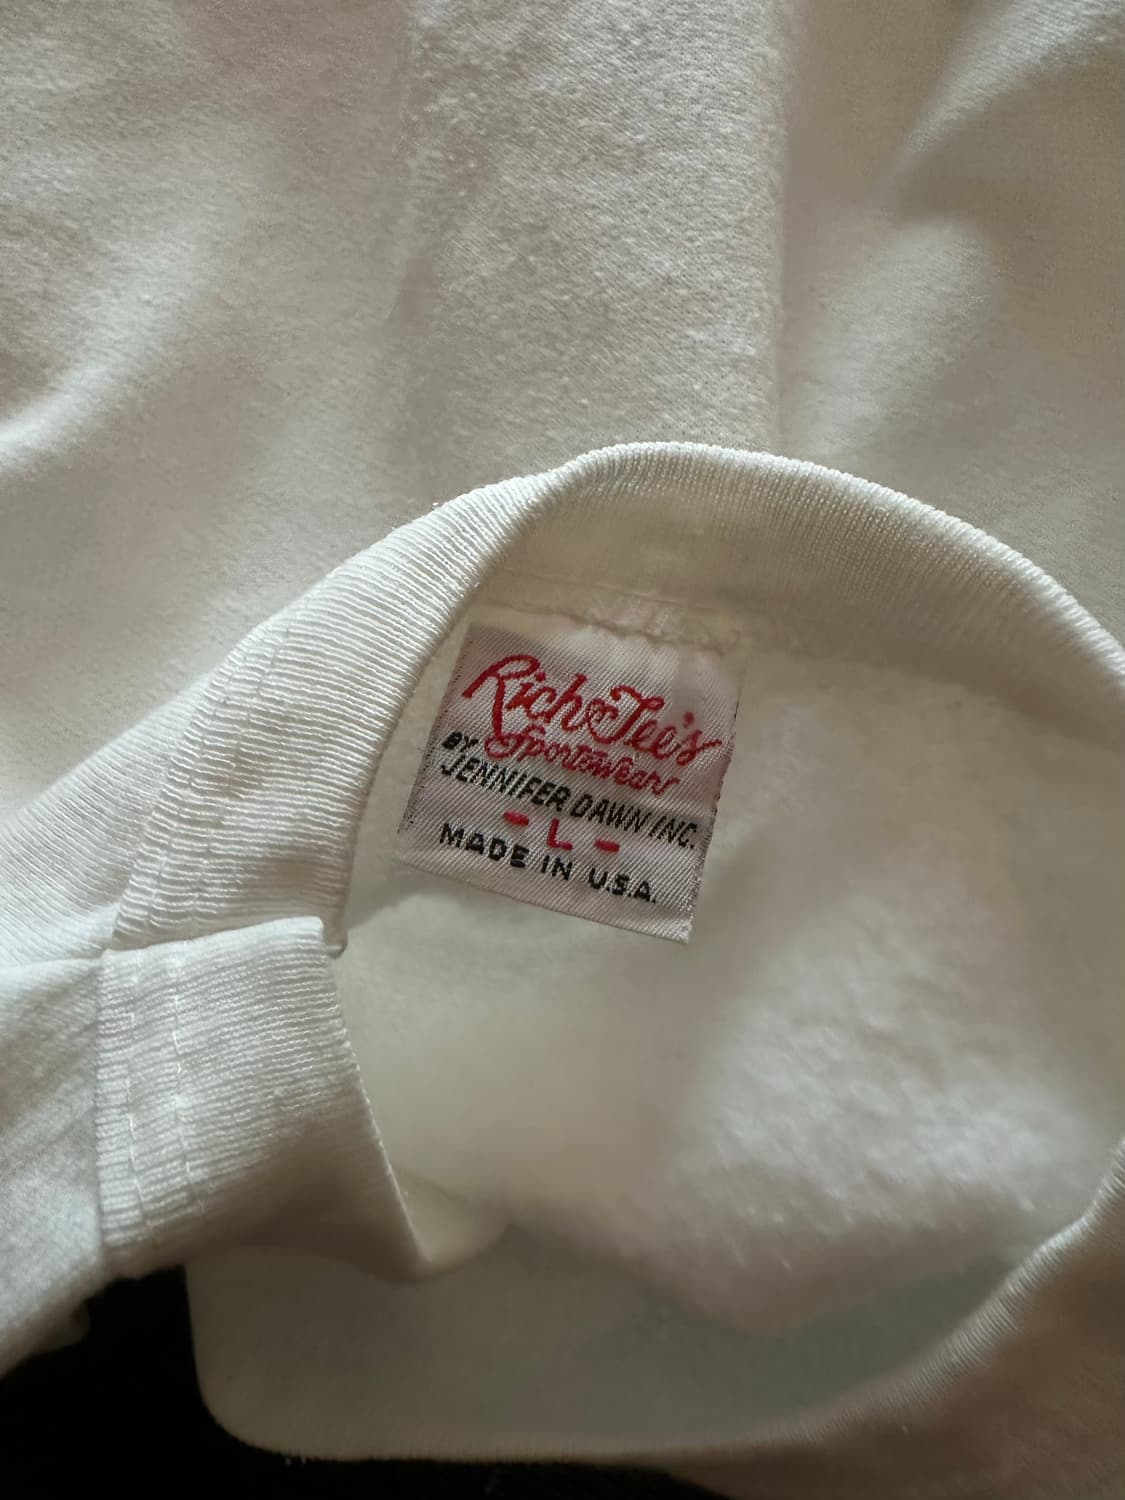 Rich & Tee's
BY Sportswear
JENNIFER DAWN INC.
- L -
MADE IN U.S.A.